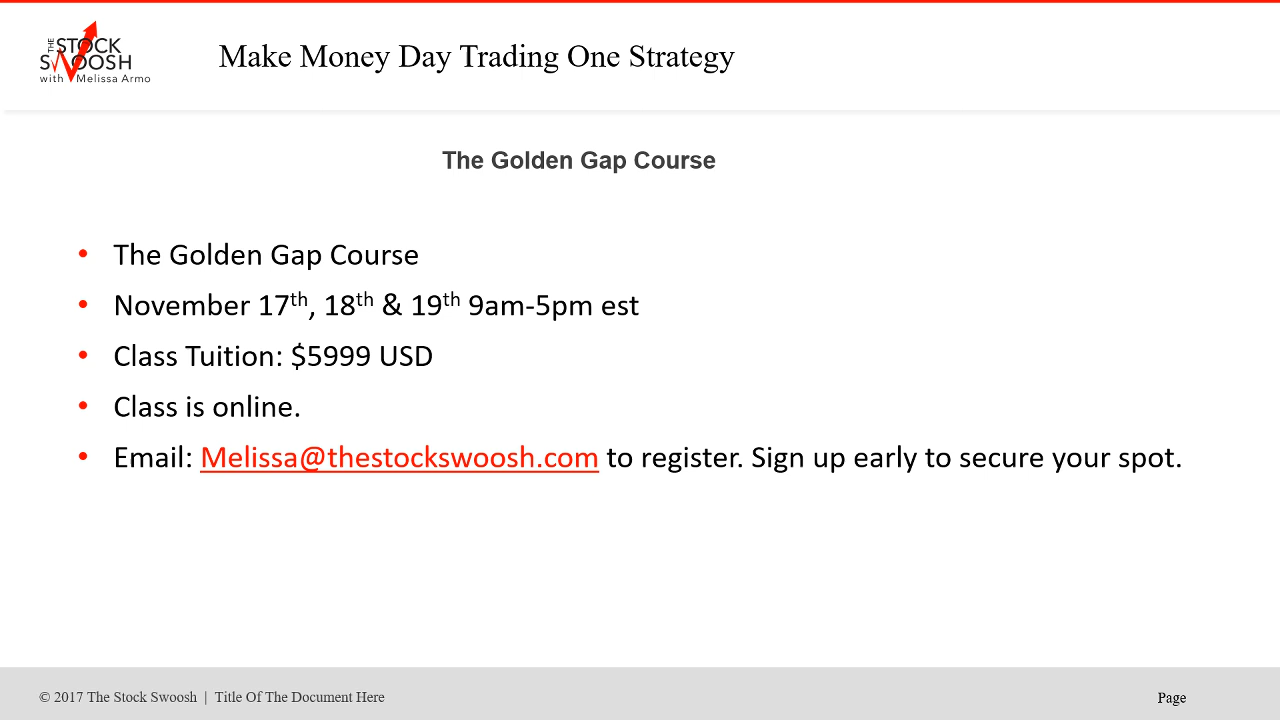 THE STOCK
SWOOSH
with Melissa Armo
Make Money Day Trading One Strategy
The Golden Gap Course
• The Golden Gap Course
• November 17th, 18th & 19th 9am-5pm est
• Class Tuition: $5999 USD
• Class is online.
• Email: Melissa@thestockswoosh.com to register. Sign up early to secure your spot.
© 2017 The Stock Swoosh | Title Of The Document Here
Page